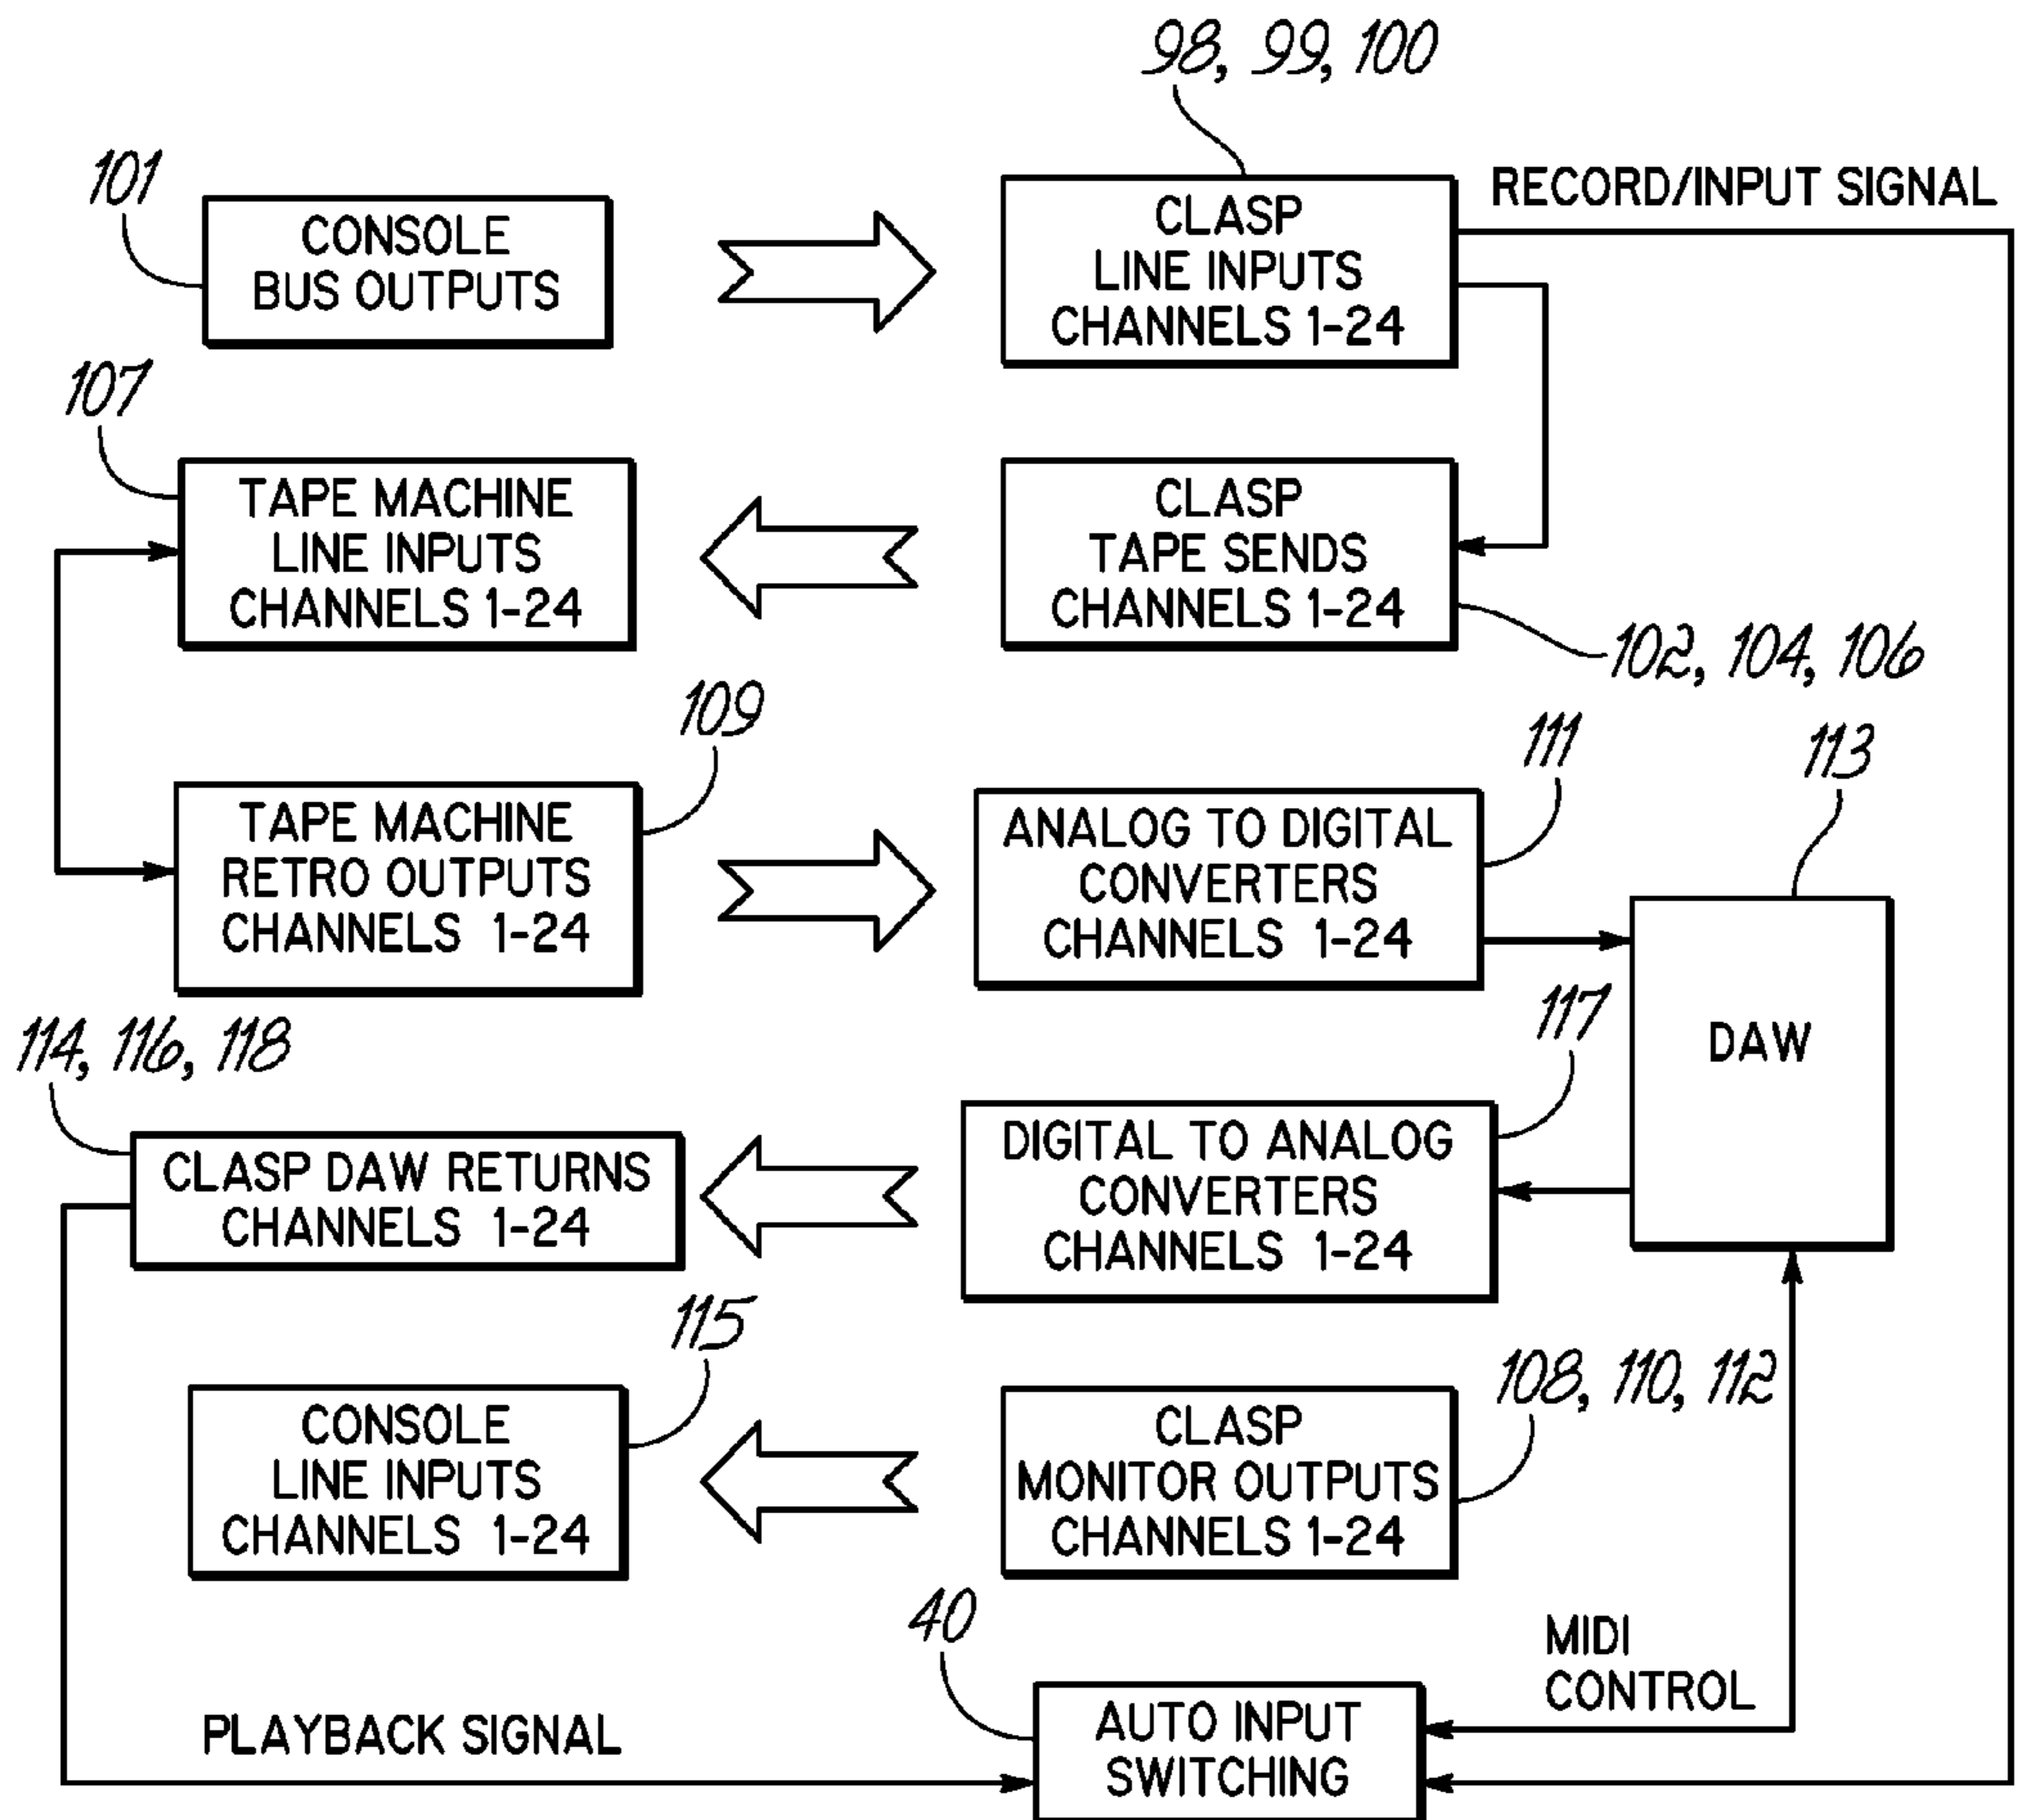 98, 99, 100
101
CONSOLE
BUS OUTPUTS
CLASP
LINE INPUTS
CHANNELS 1-24
RECORD/INPUT SIGNAL
107
TAPE MACHINE
LINE INPUTS
CHANNELS 1-24
CLASP
TAPE SENDS
CHANNELS 1-24
102, 104, 106
109
111
113
TAPE MACHINE
RETRO OUTPUTS
CHANNELS 1-24
ANALOG TO DIGITAL
CONVERTERS
CHANNELS 1-24
DAW
114, 116, 118
117
CLASP DAW RETURNS
CHANNELS 1-24
DIGITAL TO ANALOG
CONVERTERS
CHANNELS 1-24
115
108, 110, 112
CONSOLE
LINE INPUTS
CHANNELS 1-24
CLASP
MONITOR OUTPUTS
CHANNELS 1-24
40
MIDI
CONTROL
PLAYBACK SIGNAL
AUTO INPUT
SWITCHING